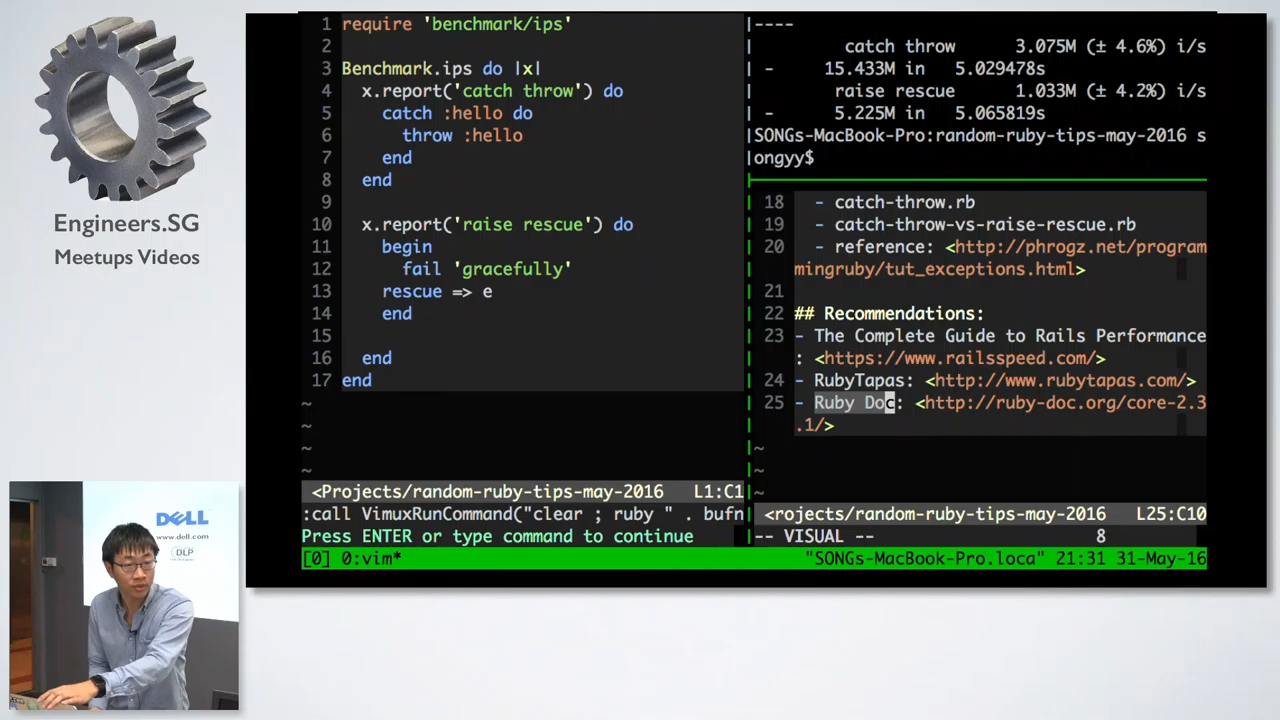 Engineers.SG
Meetups Videos
DELL
www.dell.com
DLP
1 require 'benchmark/ips'
2
3 Benchmark.ips do |x|
4 x.report('catch throw') do
5 catch :hello do
6 throw :hello
7 end
8 end
9
10 x.report('raise rescue') do
11 begin
12 fail 'gracefully'
13 rescue => e
14 end
15
16 end
17 end
~
~
~
~
<Projects/random-ruby-tips-may-2016 L1:C1
:call VimuxRunCommand("clear ; ruby " . bufn
Press ENTER or type command to continue
----
catch throw 3.075M (± 4.6%) i/s
- 15.433M in 5.029478s
raise rescue 1.033M (± 4.2%) i/s
- 5.225M in 5.065819s
SONGs-MacBook-Pro:random-ruby-tips-may-2016 s
ongyy$
18 - catch-throw.rb
19 - catch-throw-vs-raise-rescue.rb
20 - reference: <http://phrogz.net/program
mingruby/tut_exceptions.html>
21
22 ## Recommendations:
23 - The Complete Guide to Rails Performance
: <https://www.railsspeed.com/>
24 - RubyTapas: <http://www.rubytapas.com/>
25 - Ruby Doc: <http://ruby-doc.org/core-2.3
.1/>
~
~
~
<rojects/random-ruby-tips-may-2016 L25:C10
-- VISUAL -- 8
[0] 0:vim* "SONGs-MacBook-Pro.loca" 21:31 31-May-16